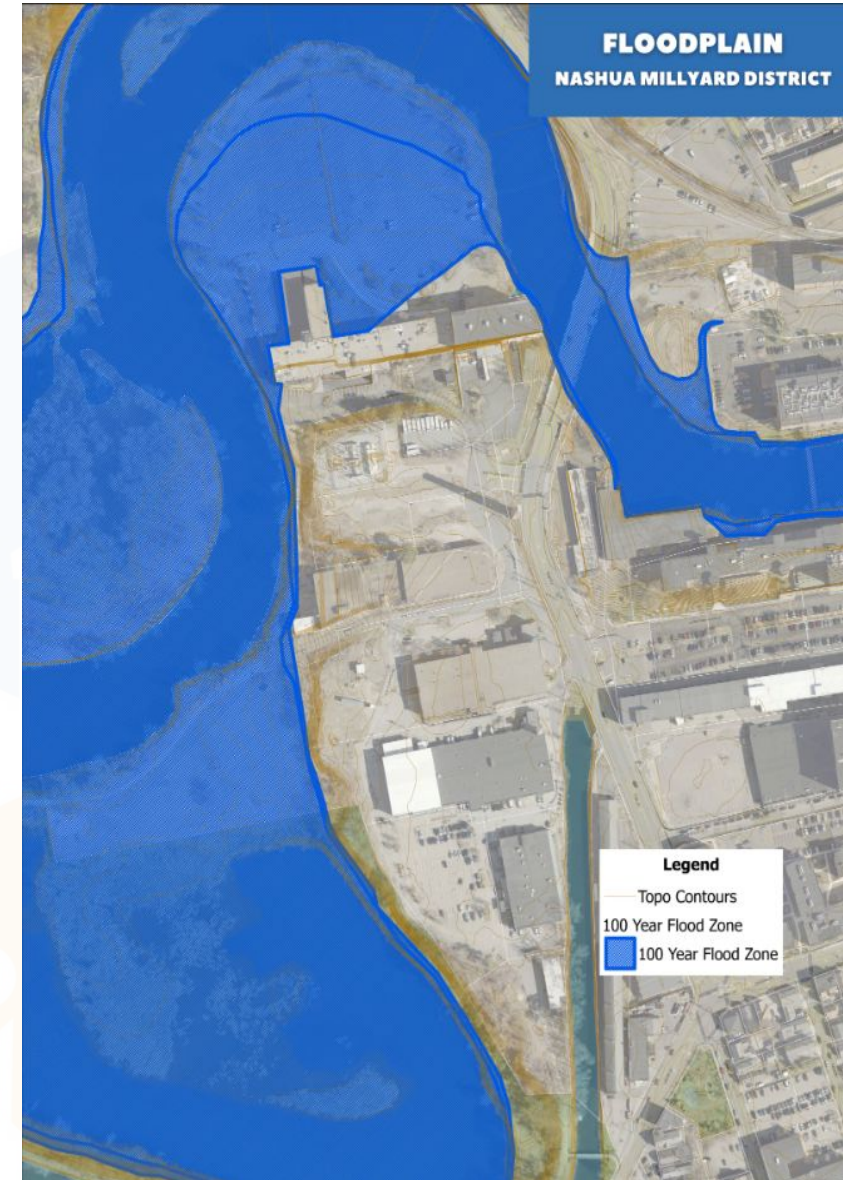 FLOODPLAIN
NASHUA MILLYARD DISTRICT
Legend
Topo Contours
100 Year Flood Zone
100 Year Flood Zone